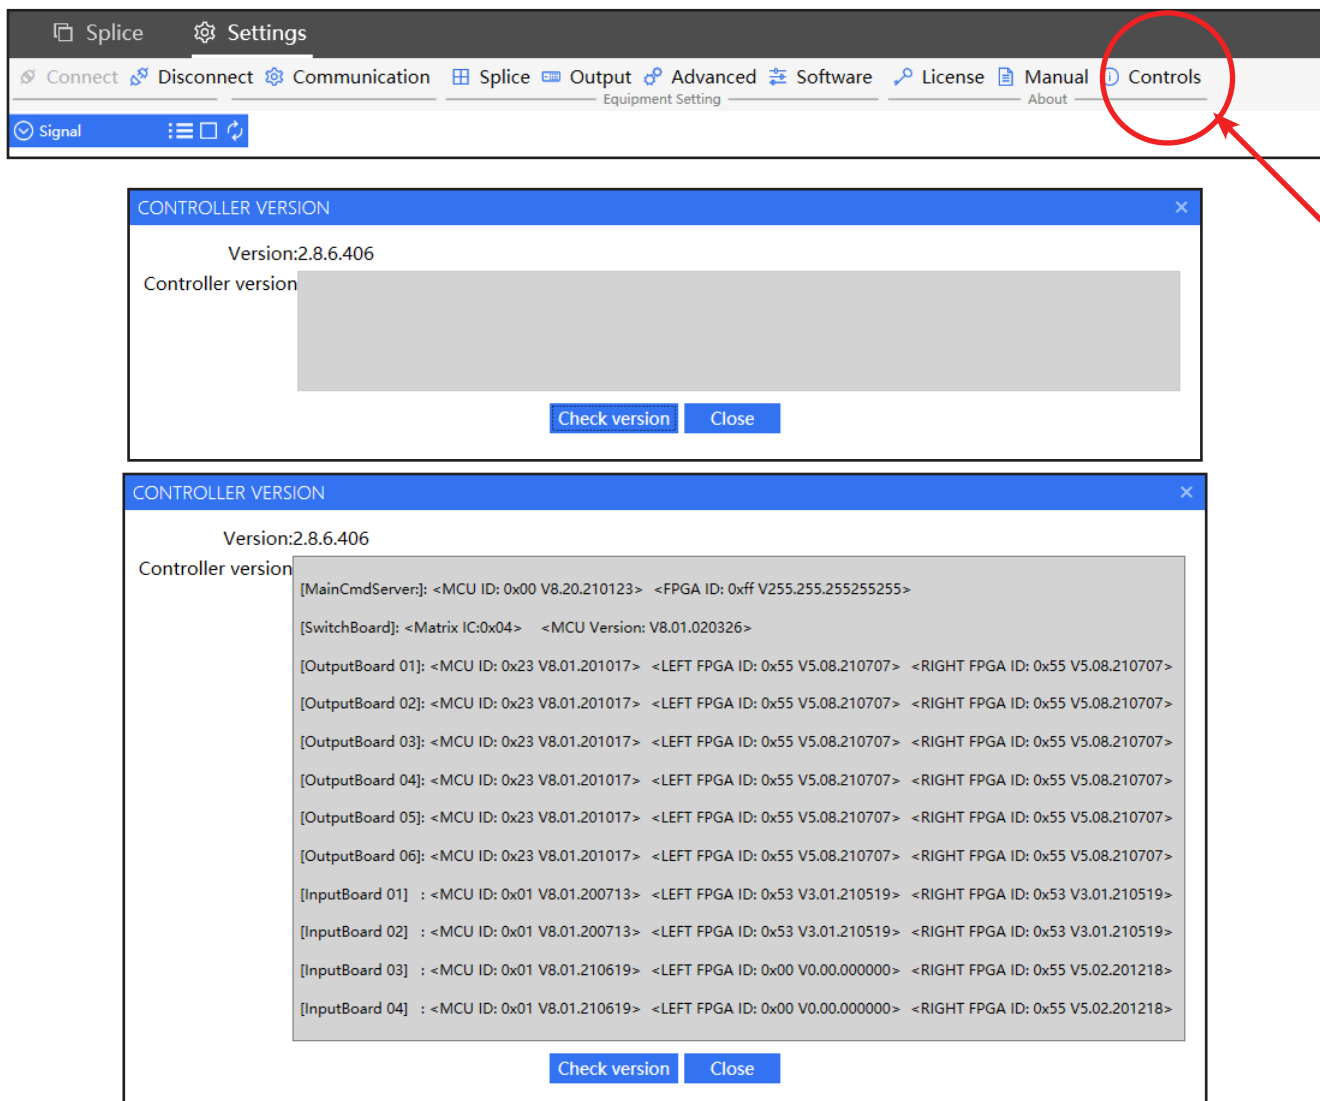 Splice Settings
Connect Disconnect Communication Splice Output Advanced Software License Manual Controls
Equipment Setting About
Signal
CONTROLLER VERSION ×
Version:2.8.6.406
Controller version
Check version Close
CONTROLLER VERSION ×
Version:2.8.6.406
Controller version
[MainCmdServer:]: <MCU ID: 0x00 V8.20.210123> <FPGA ID: 0xff V255.255.255255255>
[SwitchBoard]: <Matrix IC:0x04> <MCU Version: V8.01.020326>
[OutputBoard 01]: <MCU ID: 0x23 V8.01.201017> <LEFT FPGA ID: 0x55 V5.08.210707> <RIGHT FPGA ID: 0x55 V5.08.210707>
[OutputBoard 02]: <MCU ID: 0x23 V8.01.201017> <LEFT FPGA ID: 0x55 V5.08.210707> <RIGHT FPGA ID: 0x55 V5.08.210707>
[OutputBoard 03]: <MCU ID: 0x23 V8.01.201017> <LEFT FPGA ID: 0x55 V5.08.210707> <RIGHT FPGA ID: 0x55 V5.08.210707>
[OutputBoard 04]: <MCU ID: 0x23 V8.01.201017> <LEFT FPGA ID: 0x55 V5.08.210707> <RIGHT FPGA ID: 0x55 V5.08.210707>
[OutputBoard 05]: <MCU ID: 0x23 V8.01.201017> <LEFT FPGA ID: 0x55 V5.08.210707> <RIGHT FPGA ID: 0x55 V5.08.210707>
[OutputBoard 06]: <MCU ID: 0x23 V8.01.201017> <LEFT FPGA ID: 0x55 V5.08.210707> <RIGHT FPGA ID: 0x55 V5.08.210707>
[InputBoard 01] : <MCU ID: 0x01 V8.01.200713> <LEFT FPGA ID: 0x53 V3.01.210519> <RIGHT FPGA ID: 0x53 V3.01.210519>
[InputBoard 02] : <MCU ID: 0x01 V8.01.200713> <LEFT FPGA ID: 0x53 V3.01.210519> <RIGHT FPGA ID: 0x53 V3.01.210519>
[InputBoard 03] : <MCU ID: 0x01 V8.01.210619> <LEFT FPGA ID: 0x00 V0.00.000000> <RIGHT FPGA ID: 0x55 V5.02.201218>
[InputBoard 04] : <MCU ID: 0x01 V8.01.210619> <LEFT FPGA ID: 0x00 V0.00.000000> <RIGHT FPGA ID: 0x55 V5.02.201218>
Check version Close